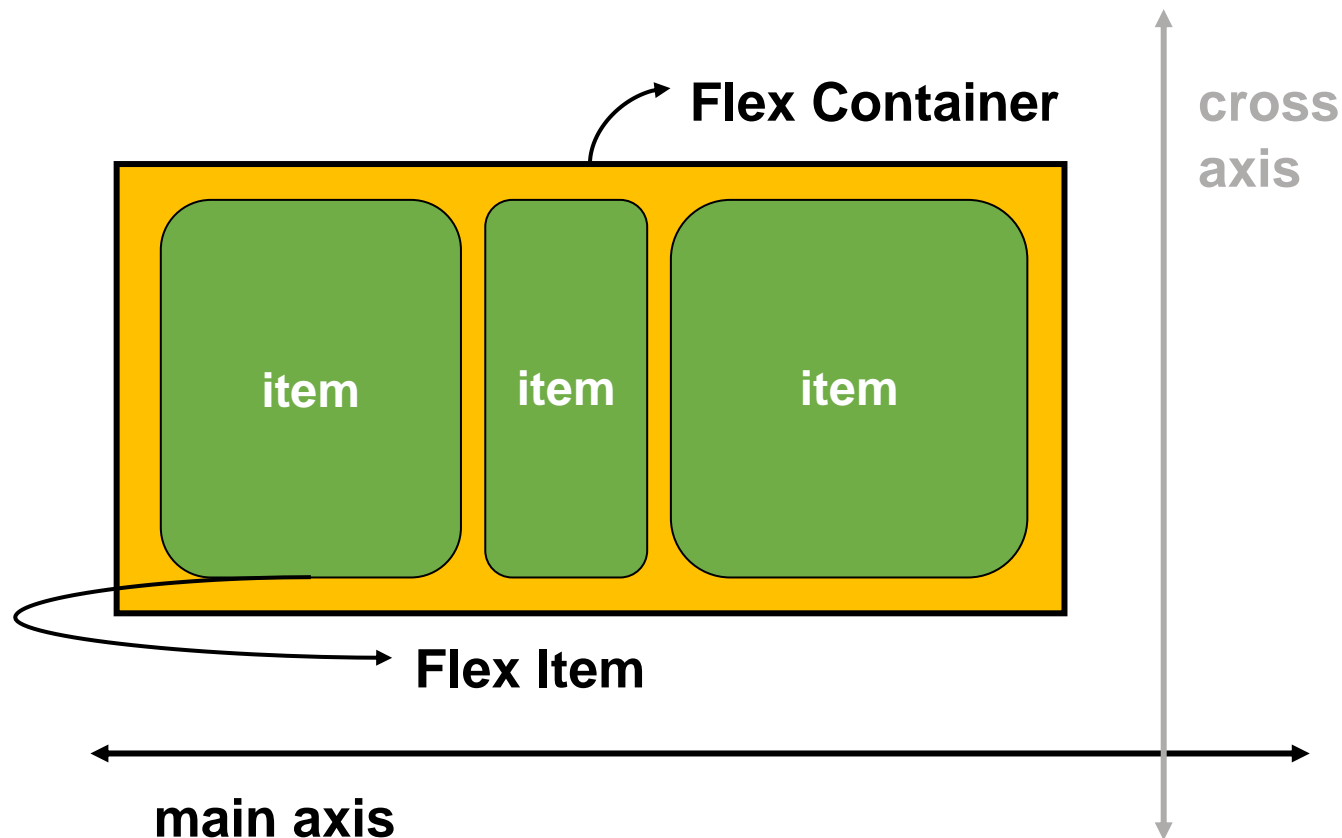 Flex Container
cross
axis
item
item
item
Flex Item
main axis